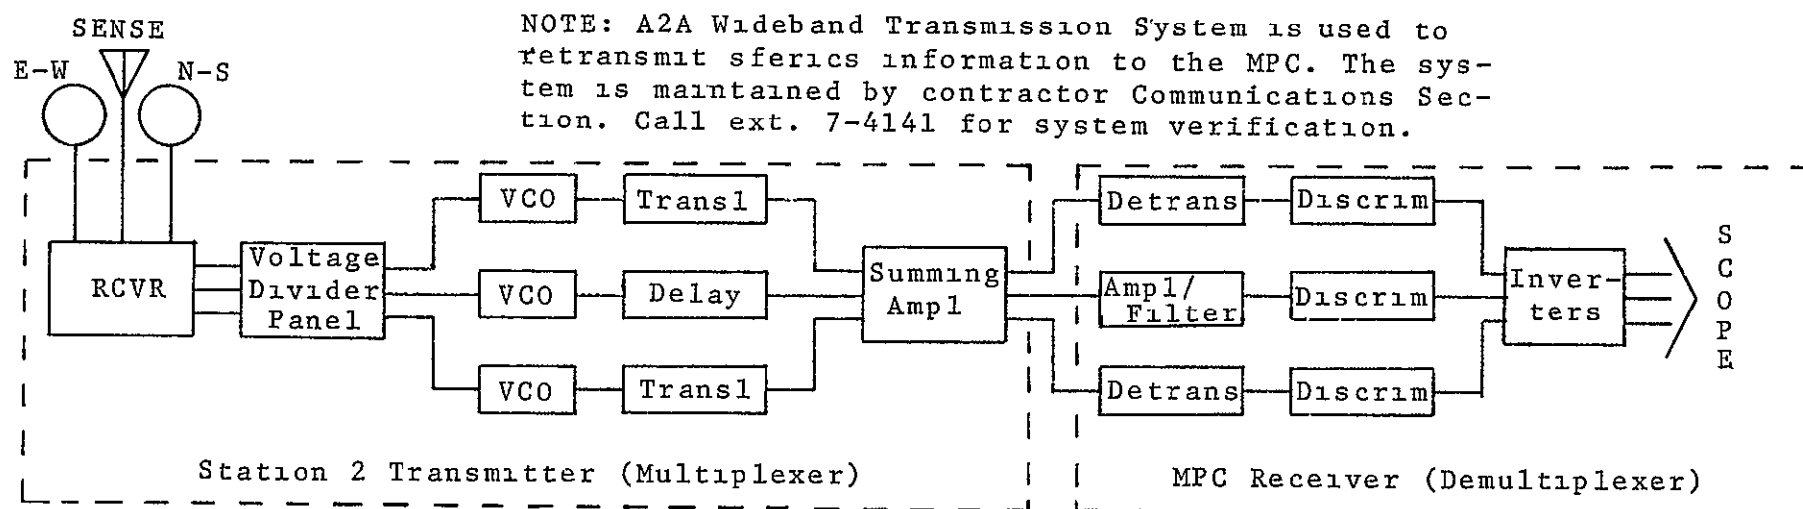 NOTE: A2A Wideband Transmission System is used to
retransmit sferics information to the MPC. The sys-
tem is maintained by contractor Communications Sec-
tion. Call ext. 7-4141 for system verification.
SENSE
E-W
N-S
RCVR
Voltage
Divider
Panel
VCO
Transl
VCO
Delay
VCO
Transl
Summing
Ampl
Detrans
Discrim
Ampl/
Filter
Discrim
Detrans
Discrim
Inver-
ters
SCOPE
Station 2 Transmitter (Multiplexer)
MPC Receiver (Demultiplexer)